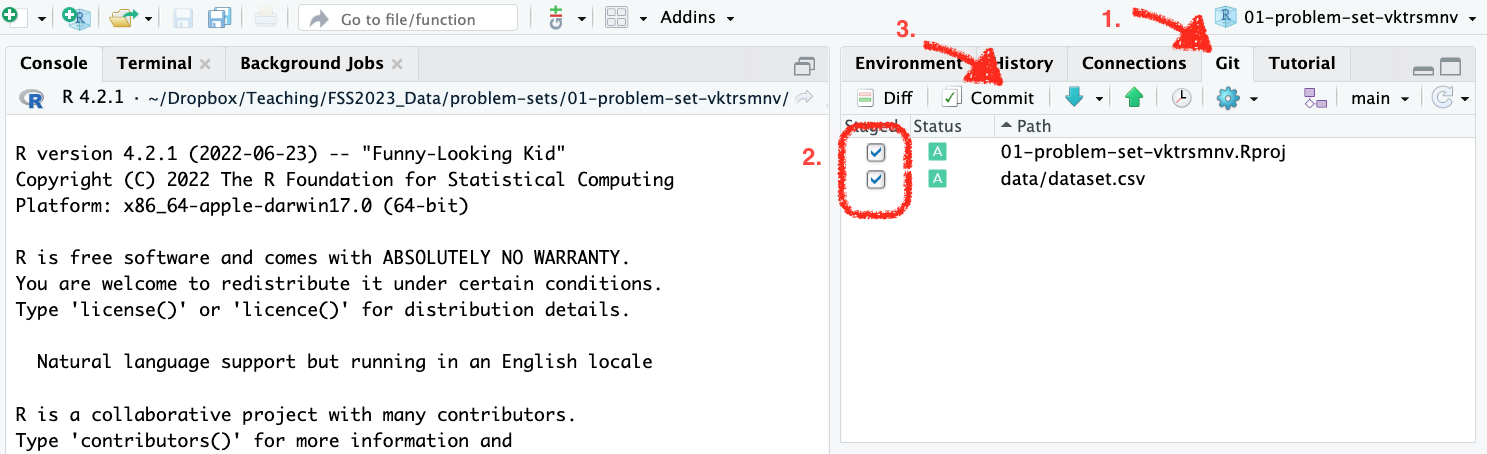 Go to file/function
Addins
1.
01-problem-set-vktrsmnv
3.
Console
Terminal
Background Jobs
Environment
History
Connections
Git
Tutorial
R 4.2.1 · ~/Dropbox/Teaching/FSS2023_Data/problem-sets/01-problem-set-vktrsmnv/
Diff
Commit
main
Staged
Status
Path
2.
A
01-problem-set-vktrsmnv.Rproj
A
data/dataset.csv
R version 4.2.1 (2022-06-23) -- "Funny-Looking Kid"
Copyright (C) 2022 The R Foundation for Statistical Computing
Platform: x86_64-apple-darwin17.0 (64-bit)
R is free software and comes with ABSOLUTELY NO WARRANTY.
You are welcome to redistribute it under certain conditions.
Type 'license()' or 'licence()' for distribution details.
Natural language support but running in an English locale
R is a collaborative project with many contributors.
Type 'contributors()' for more information and